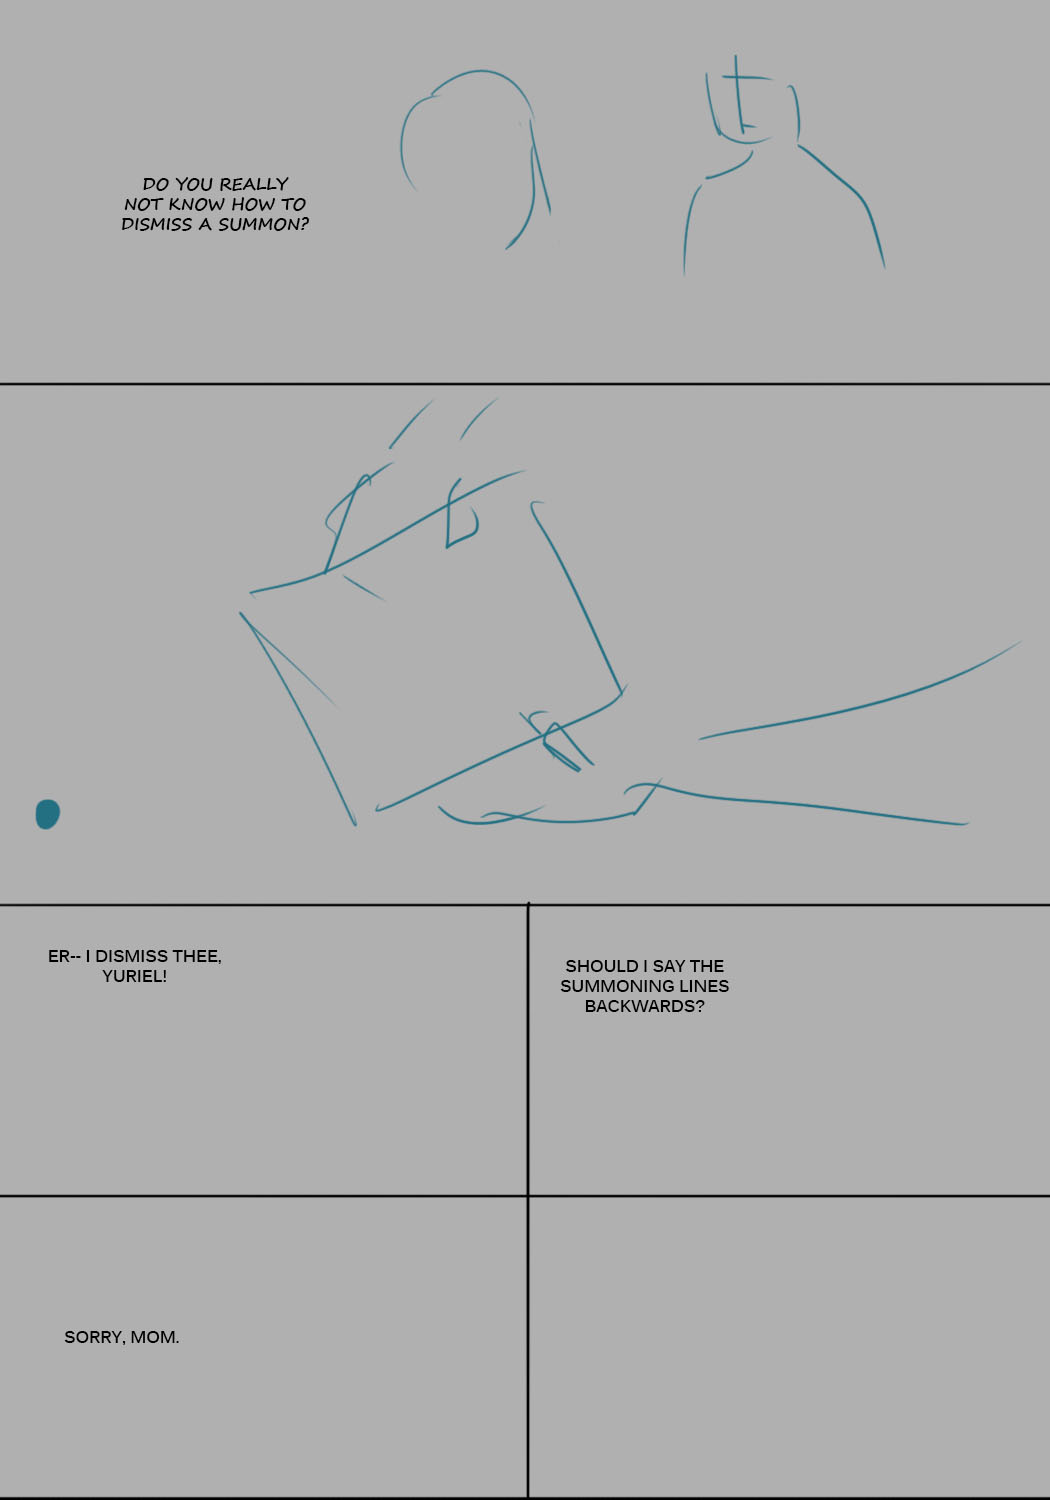 DO YOU REALLY
NOT KNOW HOW TO
DISMISS A SUMMON?
ER-- I DISMISS THEE,
YURIEL!
SHOULD I SAY THE
SUMMONING LINES
BACKWARDS?
SORRY, MOM.